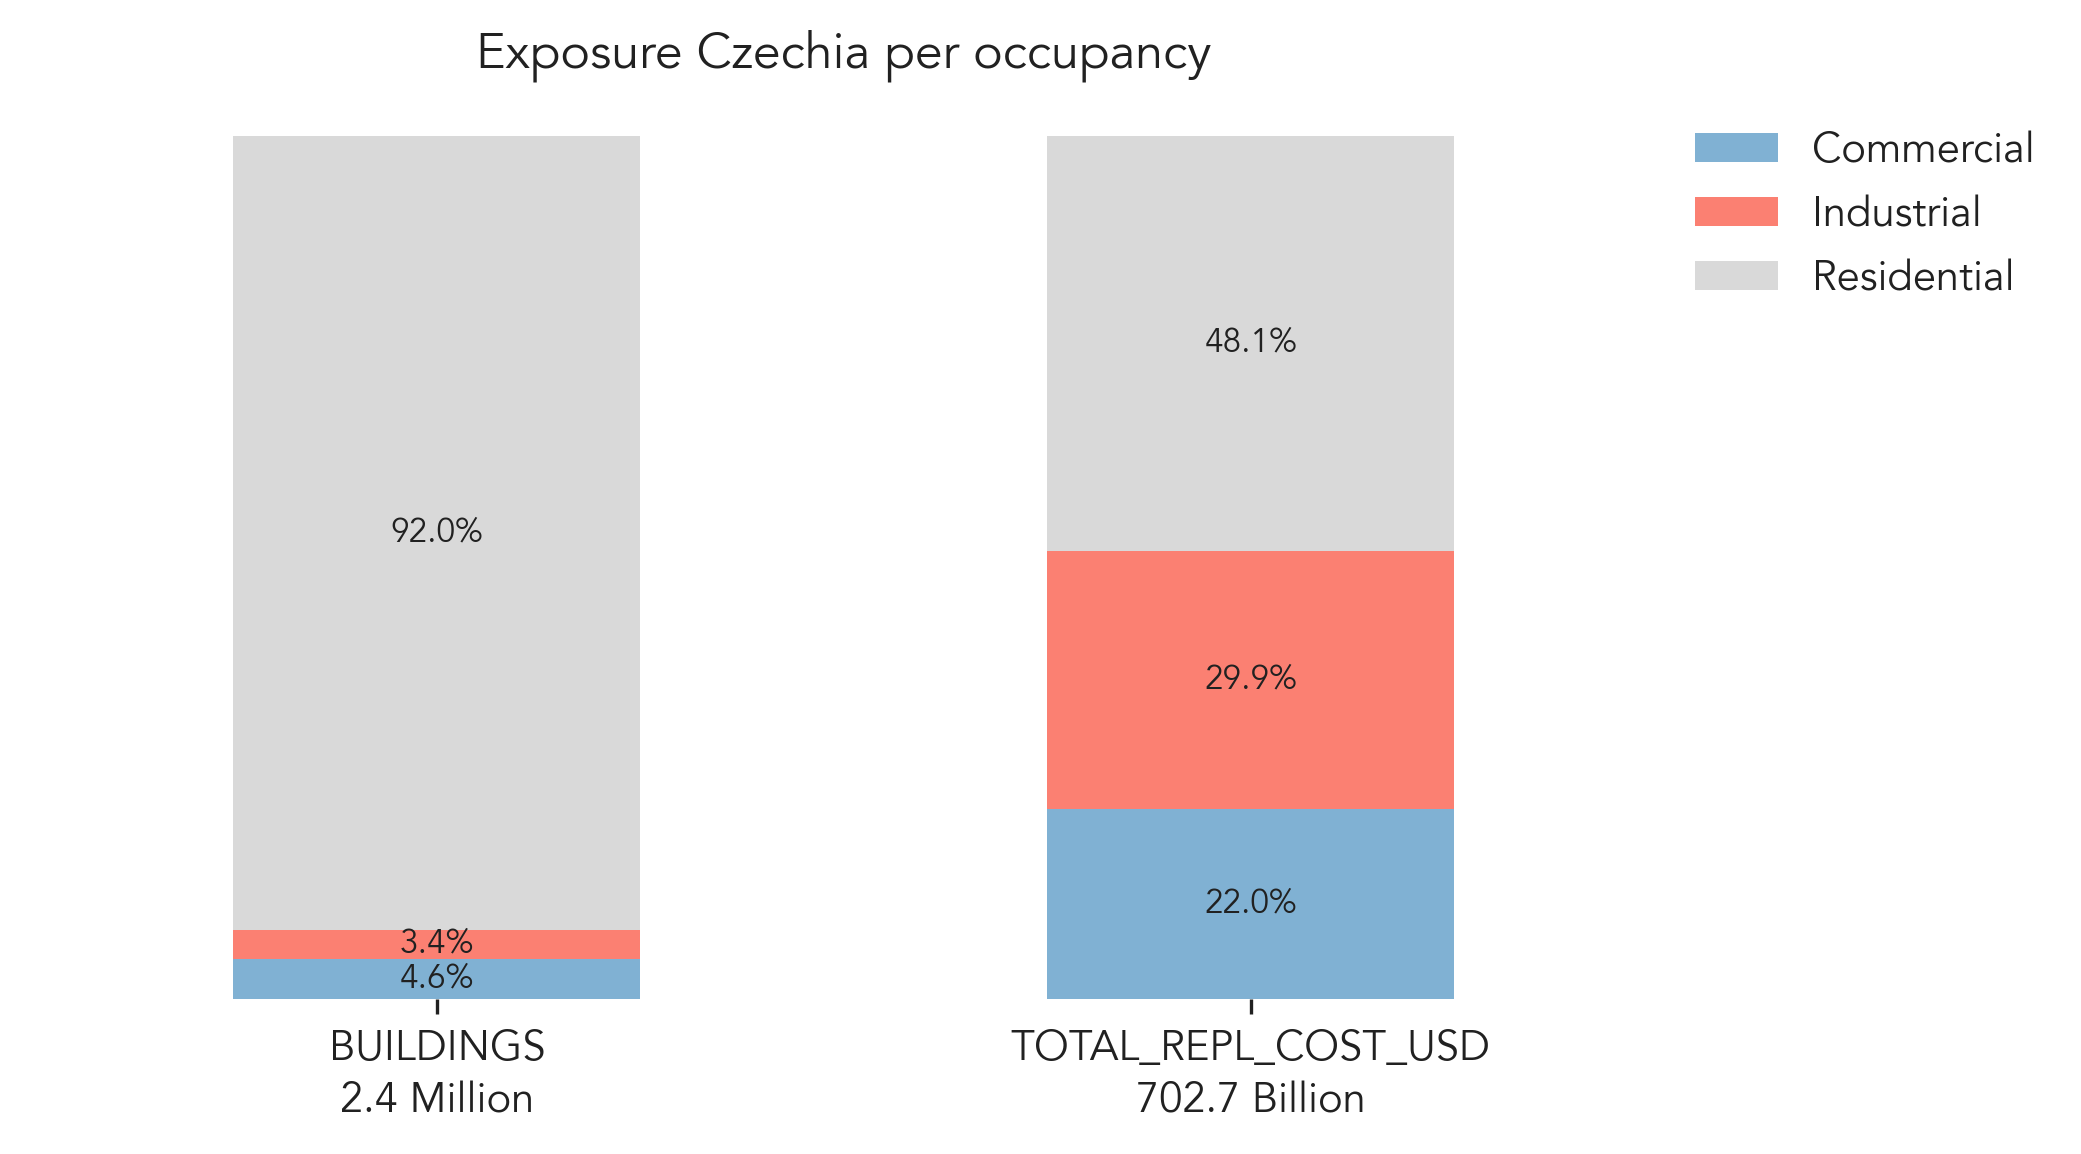 Exposure Czechia per occupancy
Commercial
Industrial
Residential
92.0%
3.4%
4.6%
48.1%
29.9%
22.0%
BUILDINGS
2.4 Million
TOTAL_REPL_COST_USD
702.7 Billion